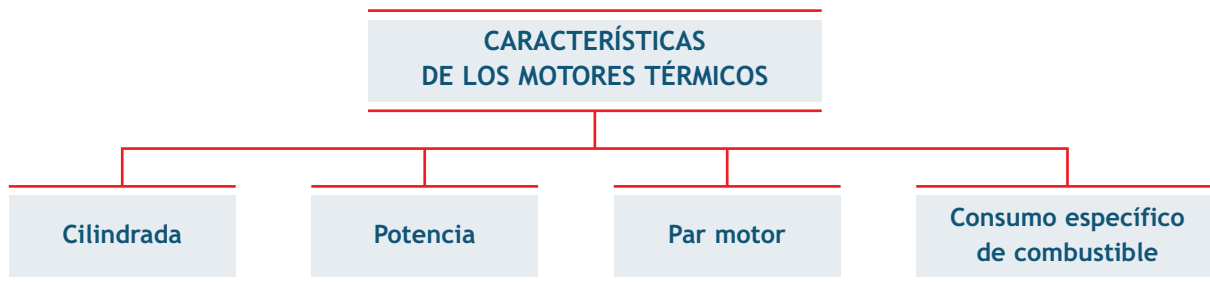 CARACTERÍSTICAS
DE LOS MOTORES TÉRMICOS
Cilindrada
Potencia
Par motor
Consumo específico
de combustible